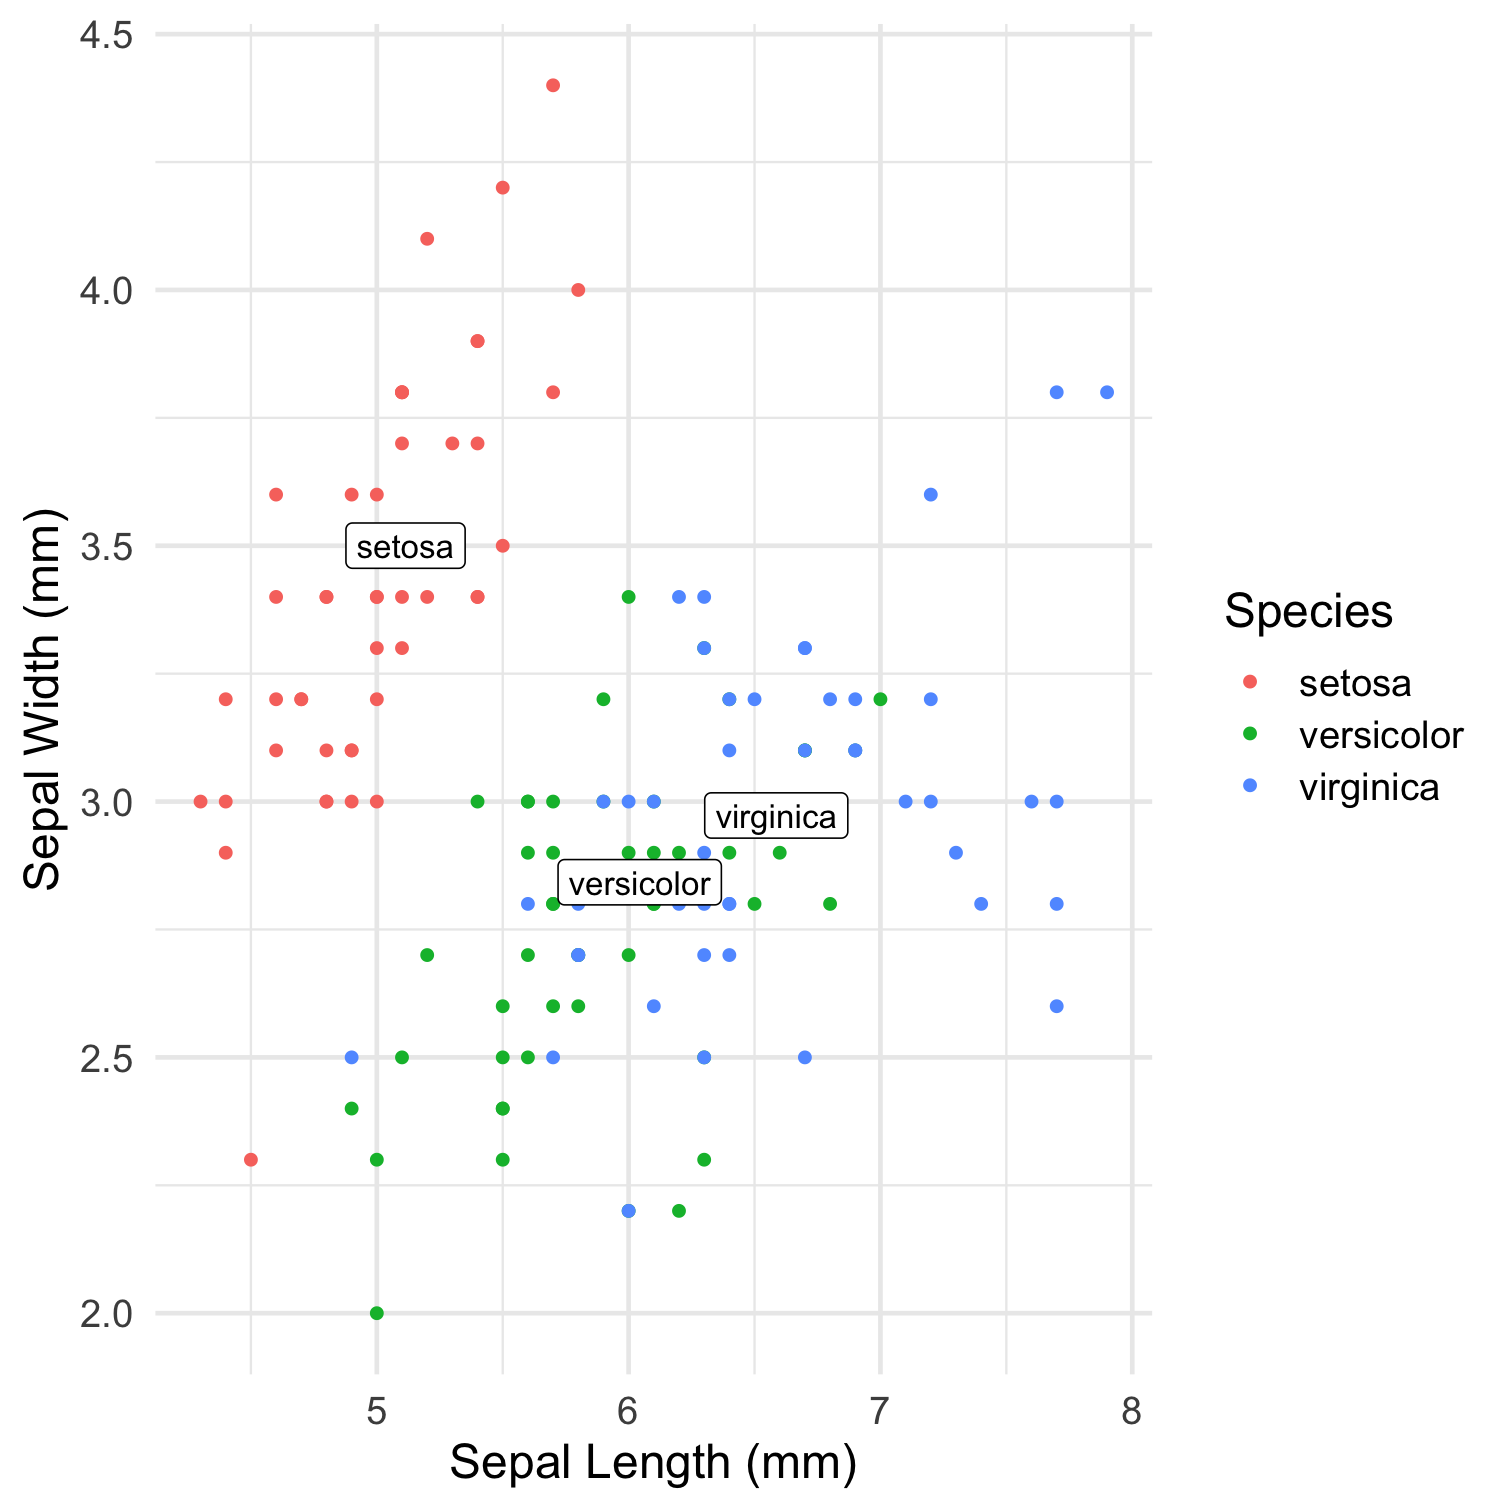 4.5
4.0
3.5
3.0
2.5
2.0
Sepal Width (mm)
setosa
virginica
versicolor
5 6 7 8
Sepal Length (mm)
Species
setosa
versicolor
virginica